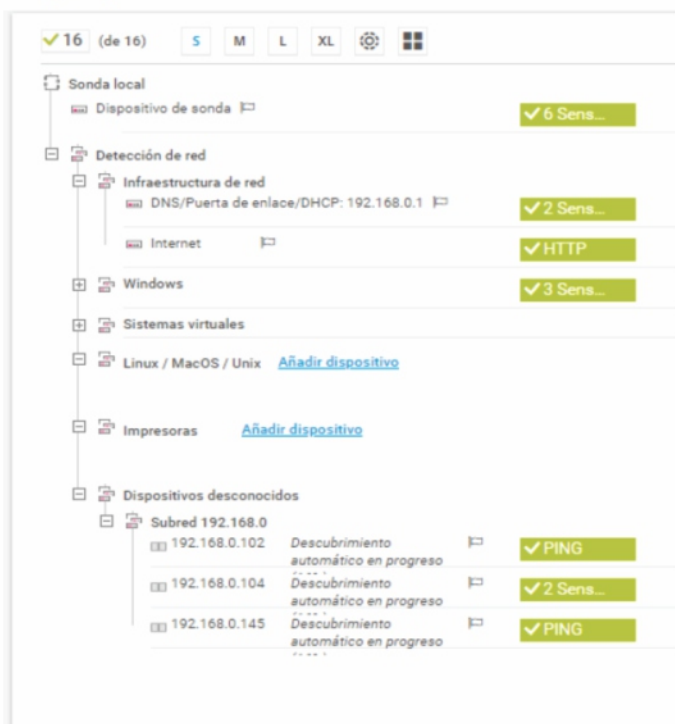 16 (de 16) S M L XL
Sonda local
Dispositivo de sonda 6 Sens...
Detección de red
Infraestructura de red
DNS/Puerta de enlace/DHCP: 192.168.0.1 2 Sens...
Internet HTTP
Windows 3 Sens...
Sistemas virtuales
Linux / MacOS / Unix Añadir dispositivo
Impresoras Añadir dispositivo
Dispositivos desconocidos
Subred 192.168.0
192.168.0.102 Descubrimiento PING
automático en progreso
192.168.0.104 Descubrimiento 2 Sens...
automático en progreso
192.168.0.145 Descubrimiento PING
automático en progreso